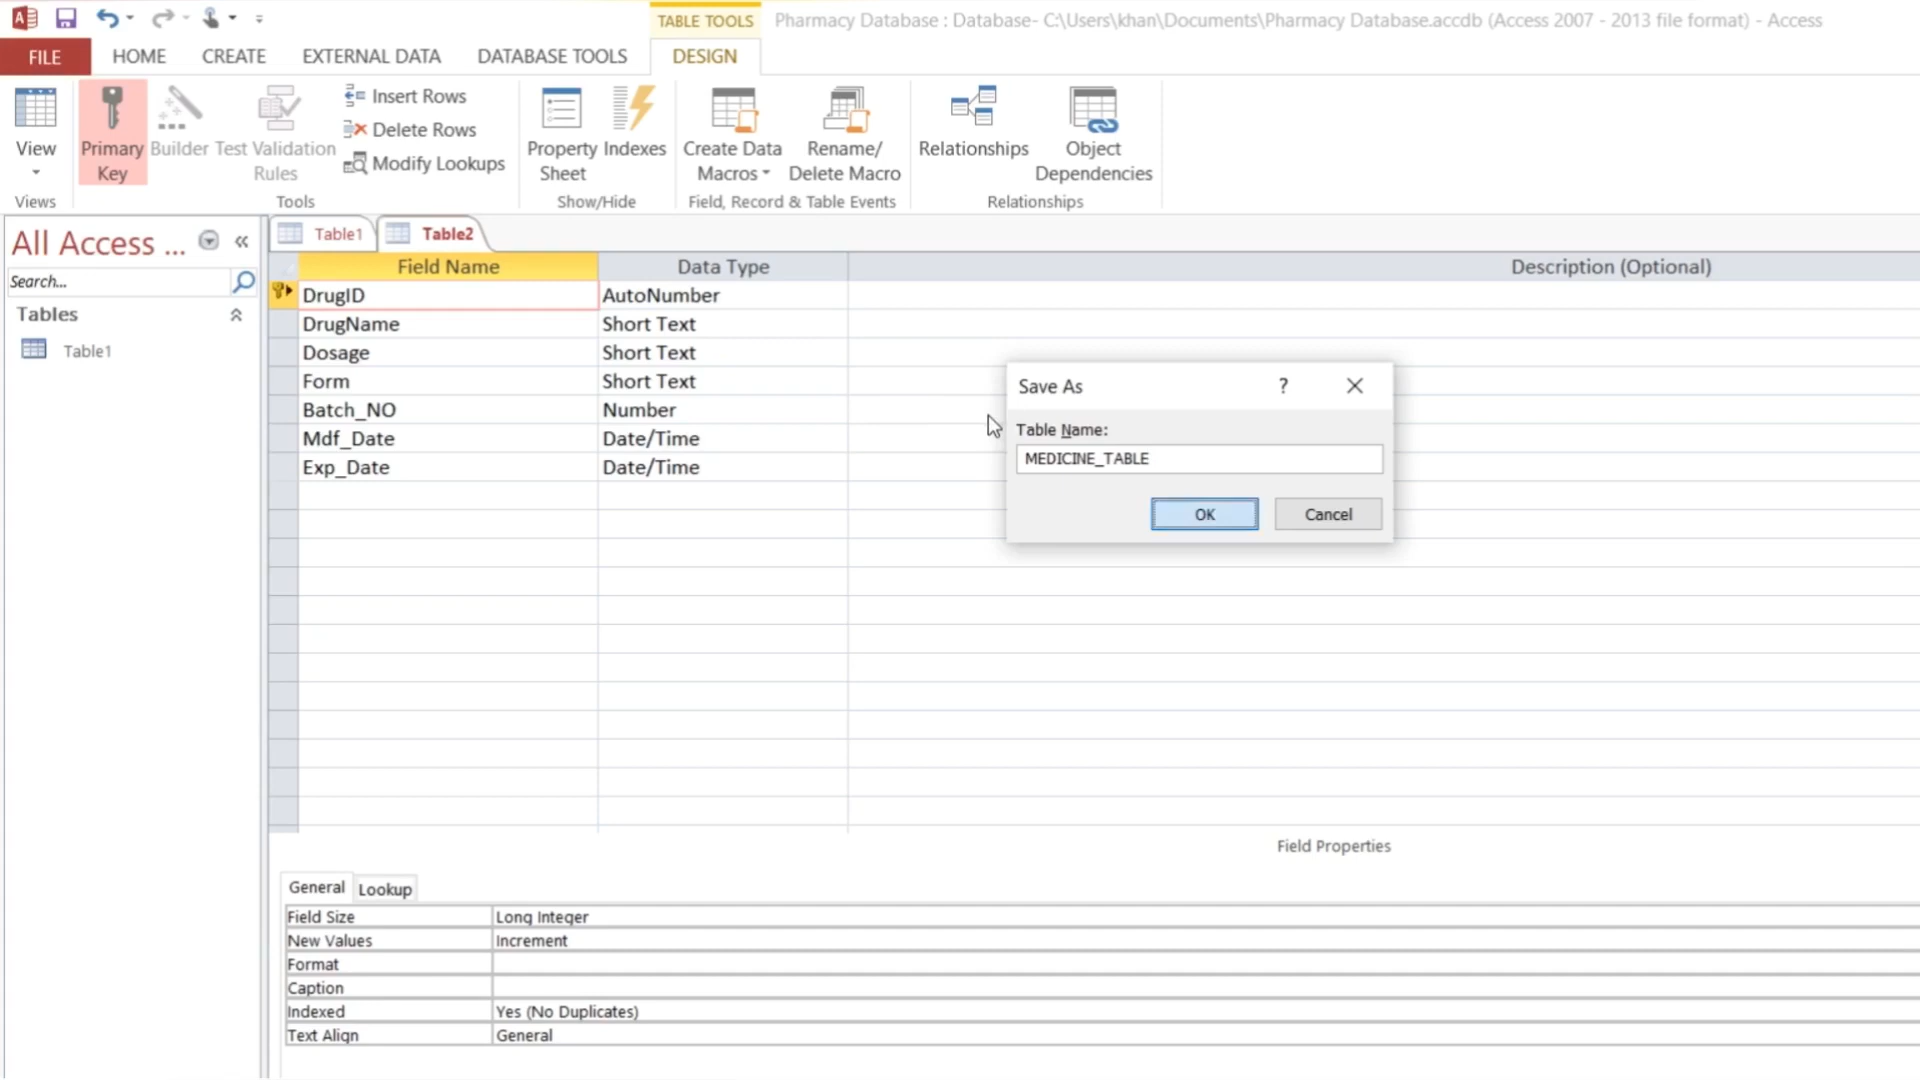 TABLE TOOLS
Pharmacy Database : Database- C:\Users\khan\Documents\Pharmacy Database.accdb (Access 2007 - 2013 file format) - Access
FILE
HOME
CREATE
EXTERNAL DATA
DATABASE TOOLS
DESIGN
View
Primary
Key
Builder
Test Validation
Rules
Insert Rows
Delete Rows
Modify Lookups
Property
Sheet
Indexes
Create Data
Macros
Rename/
Delete Macro
Relationships
Object
Dependencies
Views
Tools
Show/Hide
Field, Record & Table Events
Relationships
All Access ...
Search...
Tables
Table1
Table1
Table2
Field Name
Data Type
Description (Optional)
DrugID
AutoNumber
DrugName
Short Text
Dosage
Short Text
Form
Short Text
Batch_NO
Number
Mdf_Date
Date/Time
Exp_Date
Date/Time
Save As
?
Table Name:
MEDICINE_TABLE
OK
Cancel
Field Properties
General
Lookup
Field Size
Long Integer
New Values
Increment
Format
Caption
Indexed
Yes (No Duplicates)
Text Align
General